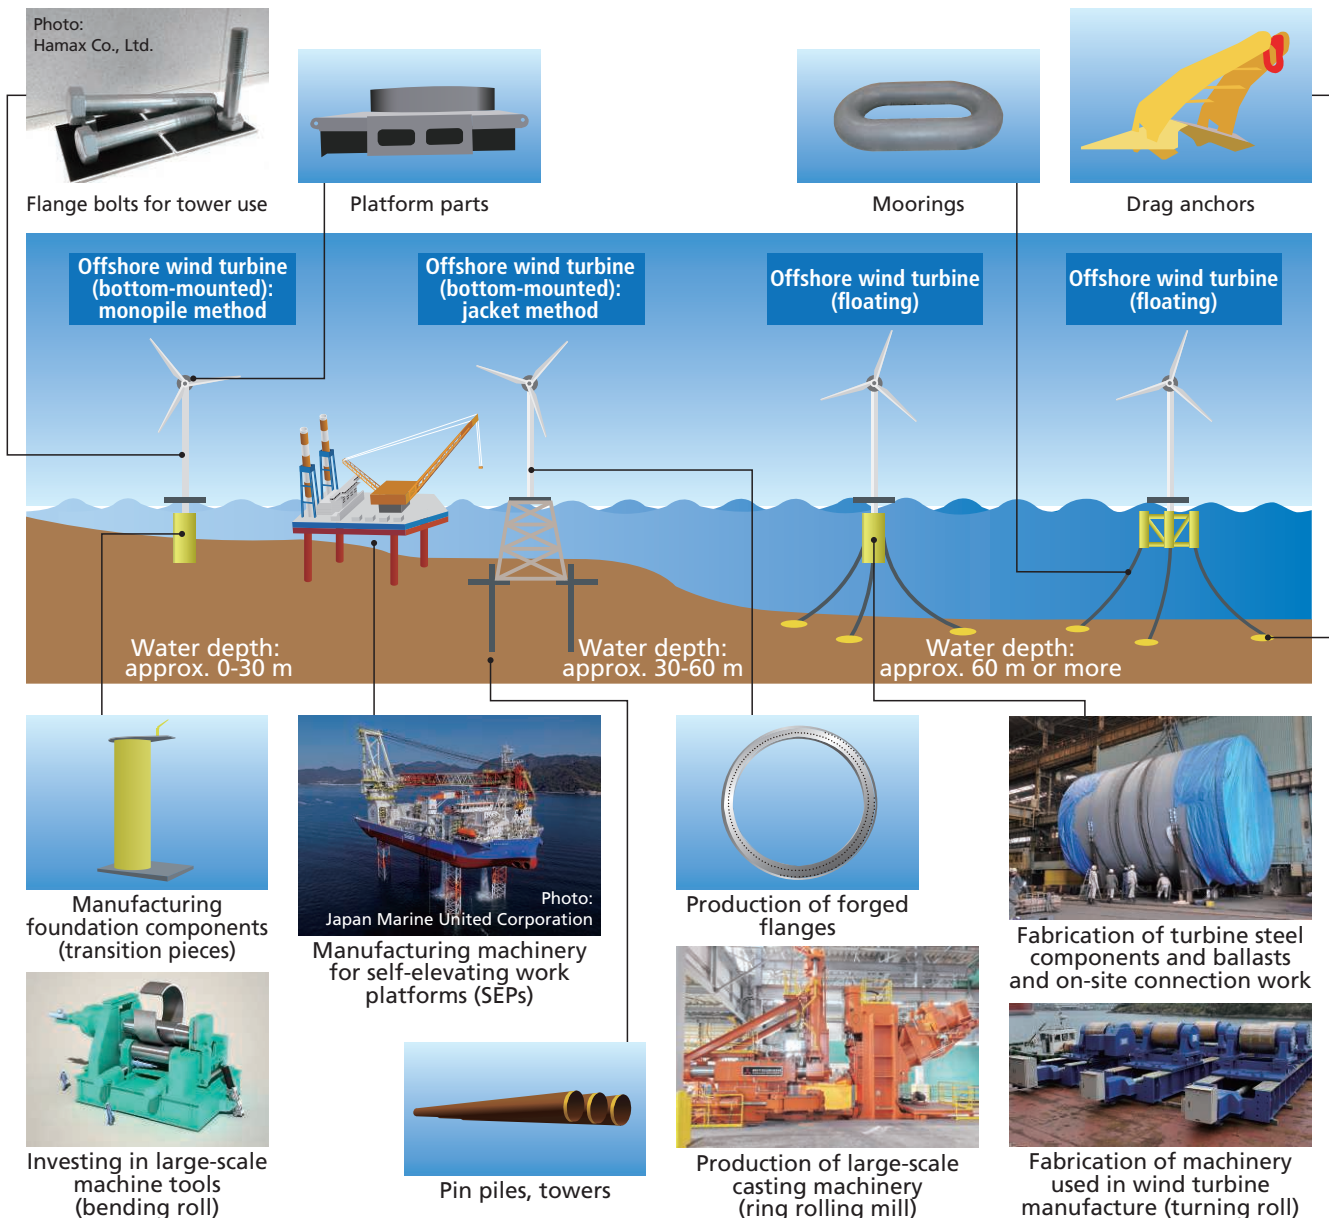 Photo:
Hamax Co., Ltd.
Flange bolts for tower use
Platform parts
Moorings
Drag anchors
Offshore wind turbine
(bottom-mounted):
monopile method
Offshore wind turbine
(bottom-mounted):
jacket method
Offshore wind turbine
(floating)
Offshore wind turbine
(floating)
Water depth:
approx. 0-30 m
Water depth:
approx. 30-60 m
Water depth:
approx. 60 m or more
Manufacturing
foundation components
(transition pieces)
Photo:
Japan Marine United Corporation
Manufacturing machinery
for self-elevating work
platforms (SEPs)
Production of forged
flanges
Fabrication of turbine steel
components and ballasts
and on-site connection work
Investing in large-scale
machine tools
(bending roll)
Pin piles, towers
Production of large-scale
casting machinery
(ring rolling mill)
Fabrication of machinery
used in wind turbine
manufacture (turning roll)